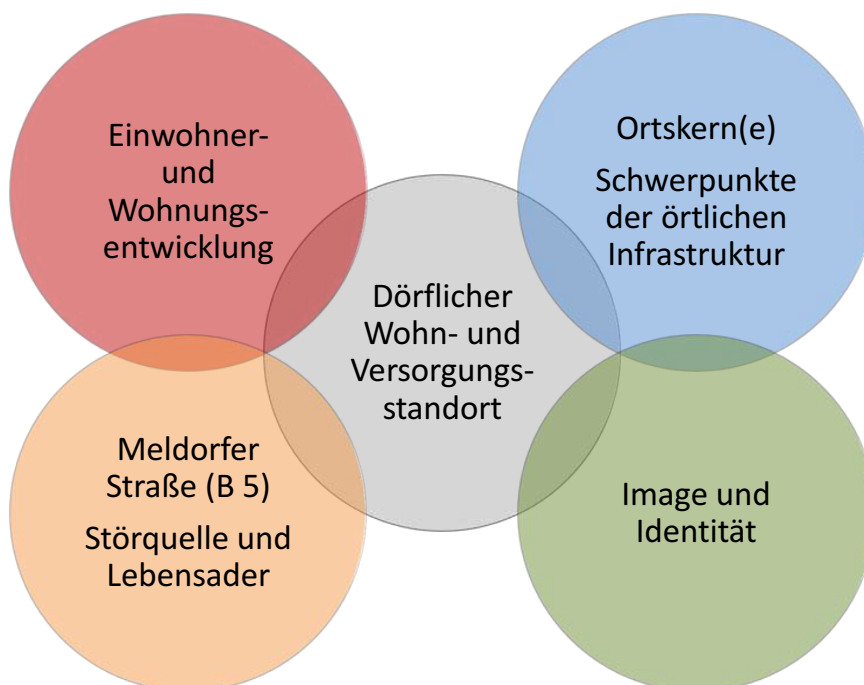 Einwohner-
und
Wohnungs-
entwicklung
Ortskern(e)
Schwerpunkte
der örtlichen
Infrastruktur
Dörflicher
Wohn- und
Versorgungs-
standort
Meldorfer
Straße (B 5)
Störquelle und
Lebensader
Image und
Identität